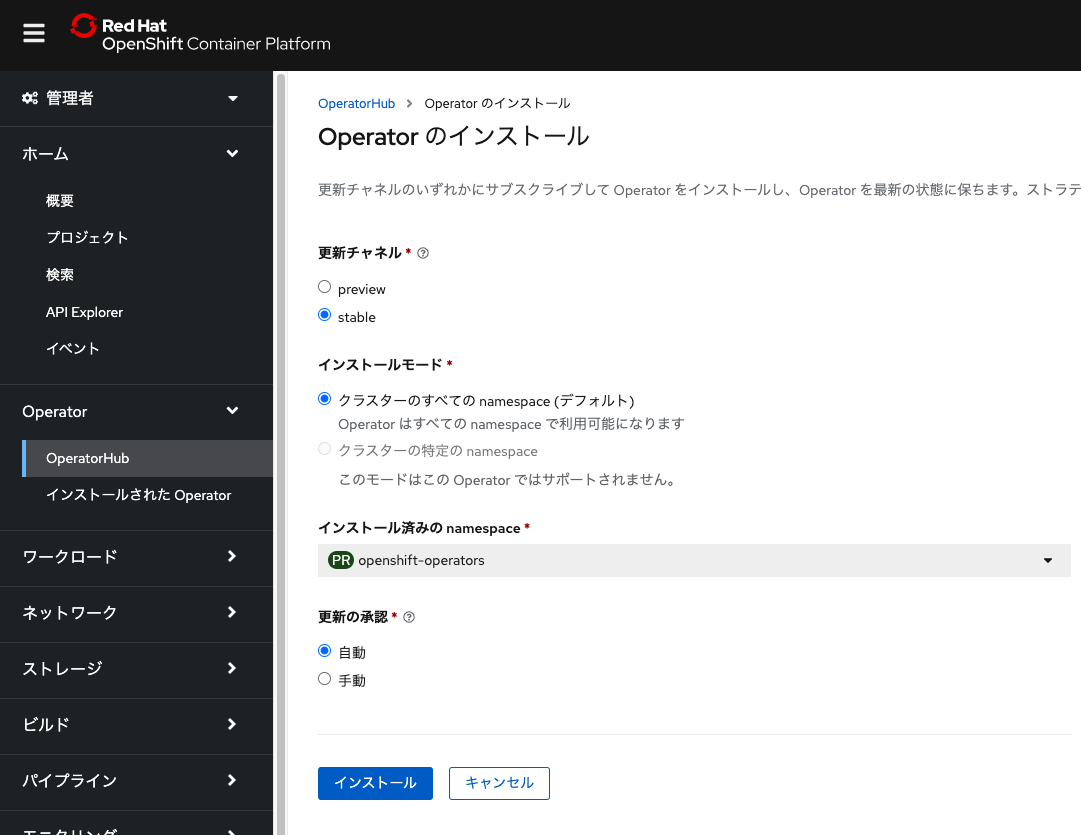 Red Hat
OpenShift Container Platform
管理者
ホーム
概要
プロジェクト
検索
API Explorer
イベント
Operator
OperatorHub
インストールされた Operator
ワークロード
ネットワーク
ストレージ
ビルド
パイプライン
モニタリング
OperatorHub > Operator のインストール
Operator のインストール
更新チャネルのいずれかにサブスクライブして Operator をインストールし、Operator を最新の状態に保ちます。ストラテ
更新チャネル *
preview
stable
インストールモード *
クラスターのすべての namespace (デフォルト)
Operator はすべての namespace で利用可能になります
クラスターの特定の namespace
このモードはこの Operator ではサポートされません。
インストール済みの namespace *
PR openshift-operators
更新の承認 *
自動
手動
インストール
キャンセル